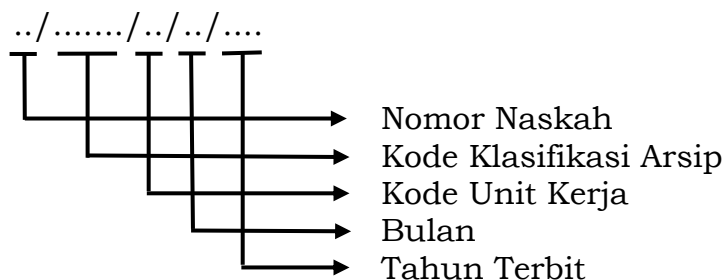 ../......./../../....
Nomor Naskah
Kode Klasifikasi Arsip
Kode Unit Kerja
Bulan
Tahun Terbit